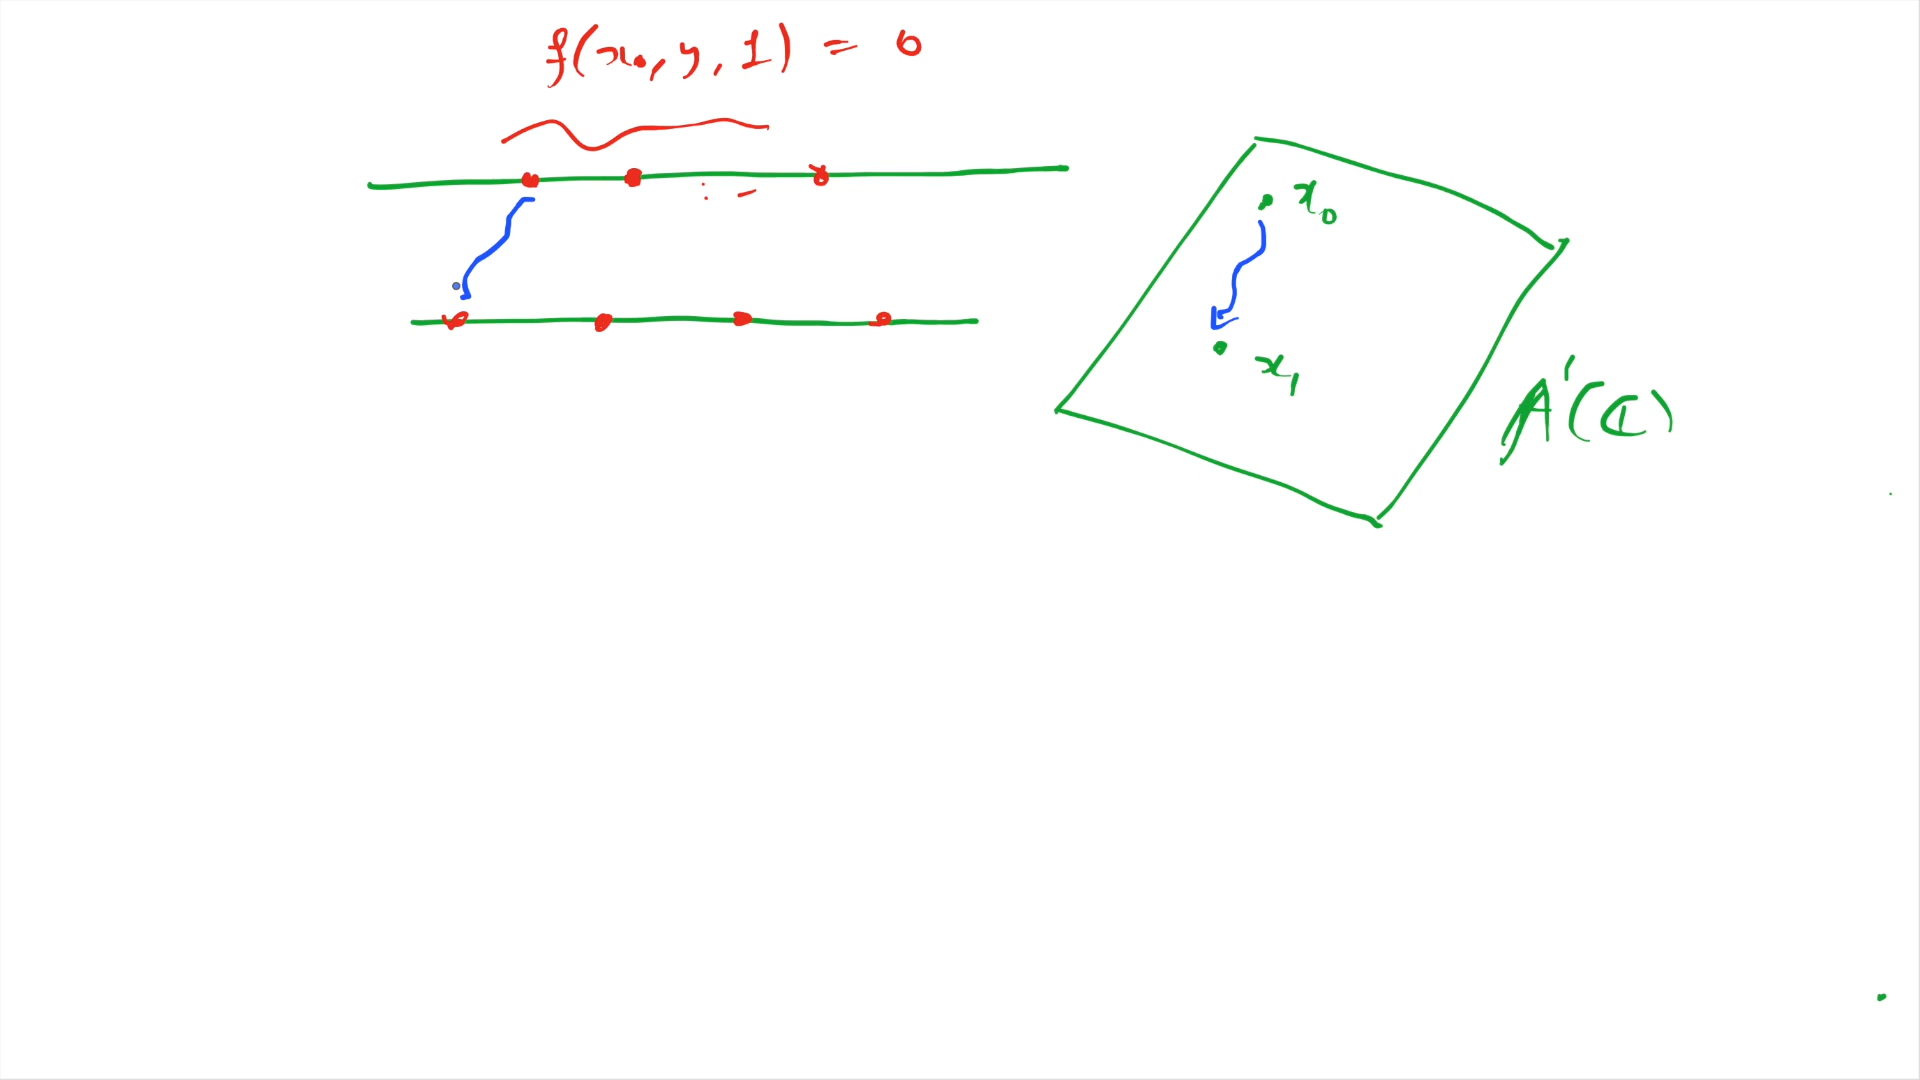 f(x₀, y, 1) = 0
x₀
x₁
A¹(ℂ)